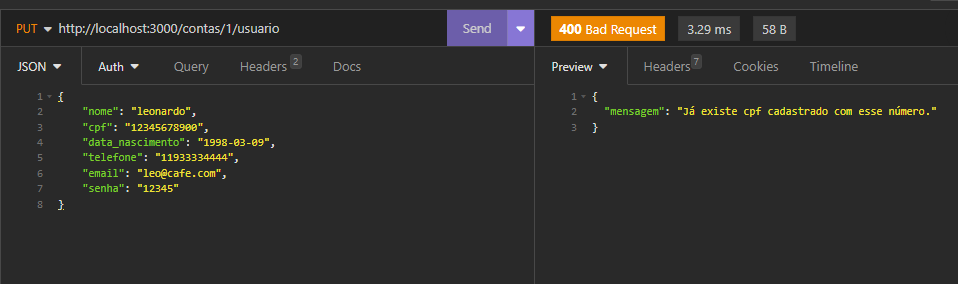 PUT http://localhost:3000/contas/1/usuario Send
JSON Auth Query Headers 2 Docs
1 {
2 "nome": "leonardo",
3 "cpf": "12345678900",
4 "data_nascimento": "1998-03-09",
5 "telefone": "11933334444",
6 "email": "leo@cafe.com",
7 "senha": "12345"
8 }
400 Bad Request 3.29 ms 58 B
Preview Headers 7 Cookies Timeline
1 {
2 "mensagem": "Já existe cpf cadastrado com esse número."
3 }